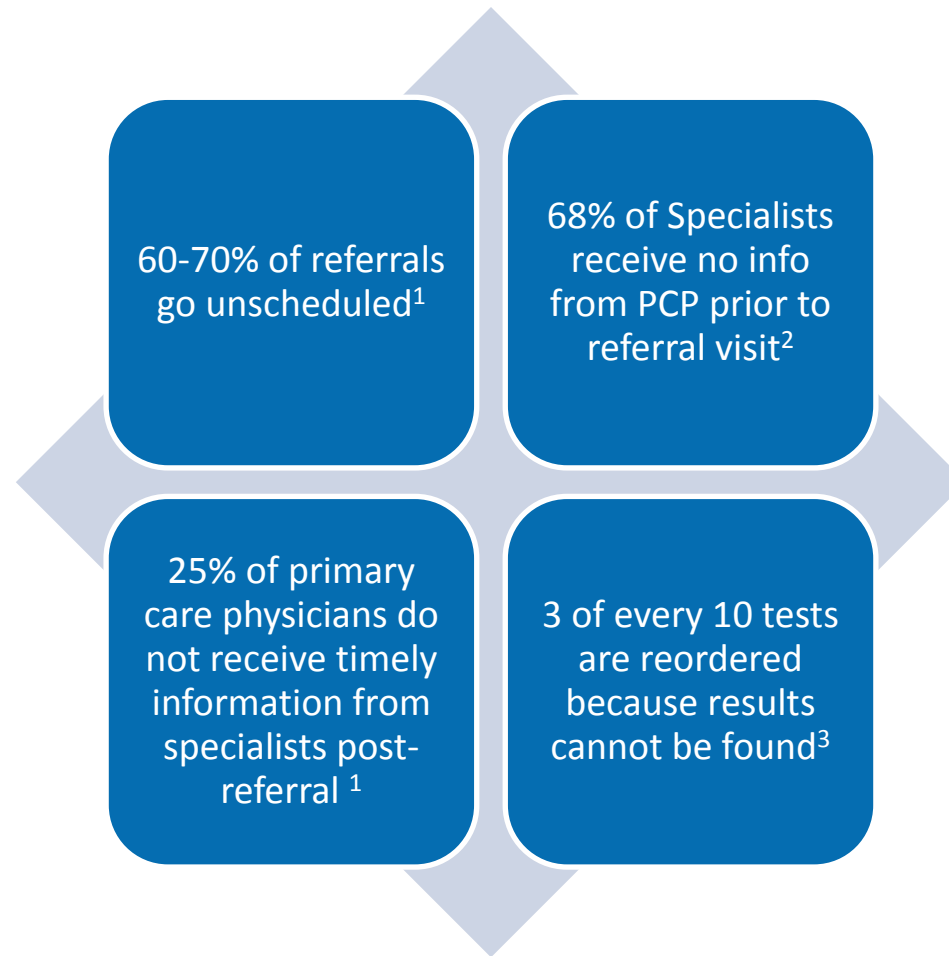 60-70% of referrals
go unscheduled¹
68% of Specialists
receive no info
from PCP prior to
referral visit²
25% of primary
care physicians do
not receive timely
information from
specialists post-
referral ¹
3 of every 10 tests
are reordered
because results
cannot be found³